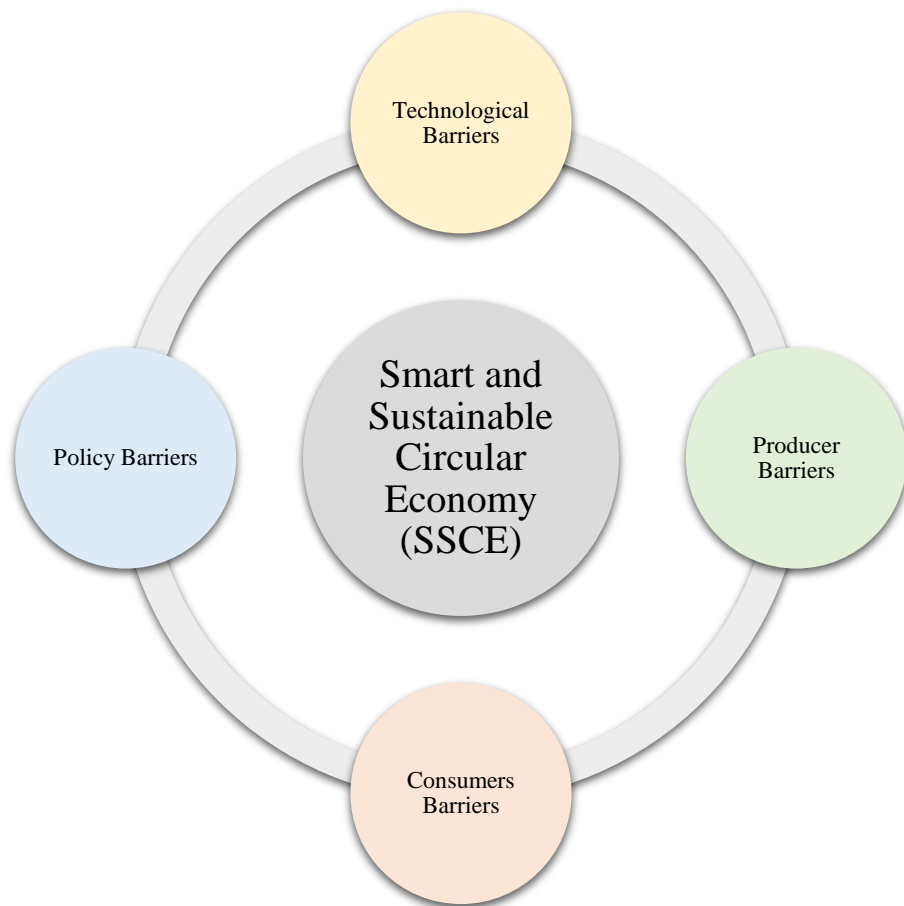 Technological
Barriers
Smart and
Sustainable
Circular
Economy
(SSCE)
Policy Barriers
Producer
Barriers
Consumers
Barriers